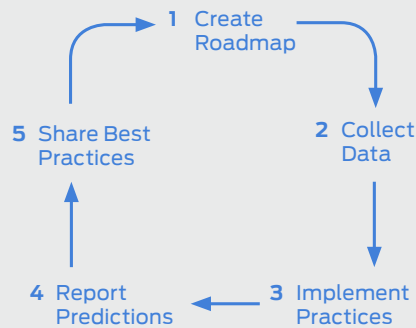 1 Create
Roadmap
2 Collect
Data
3 Implement
Practices
4 Report
Predictions
5 Share Best
Practices